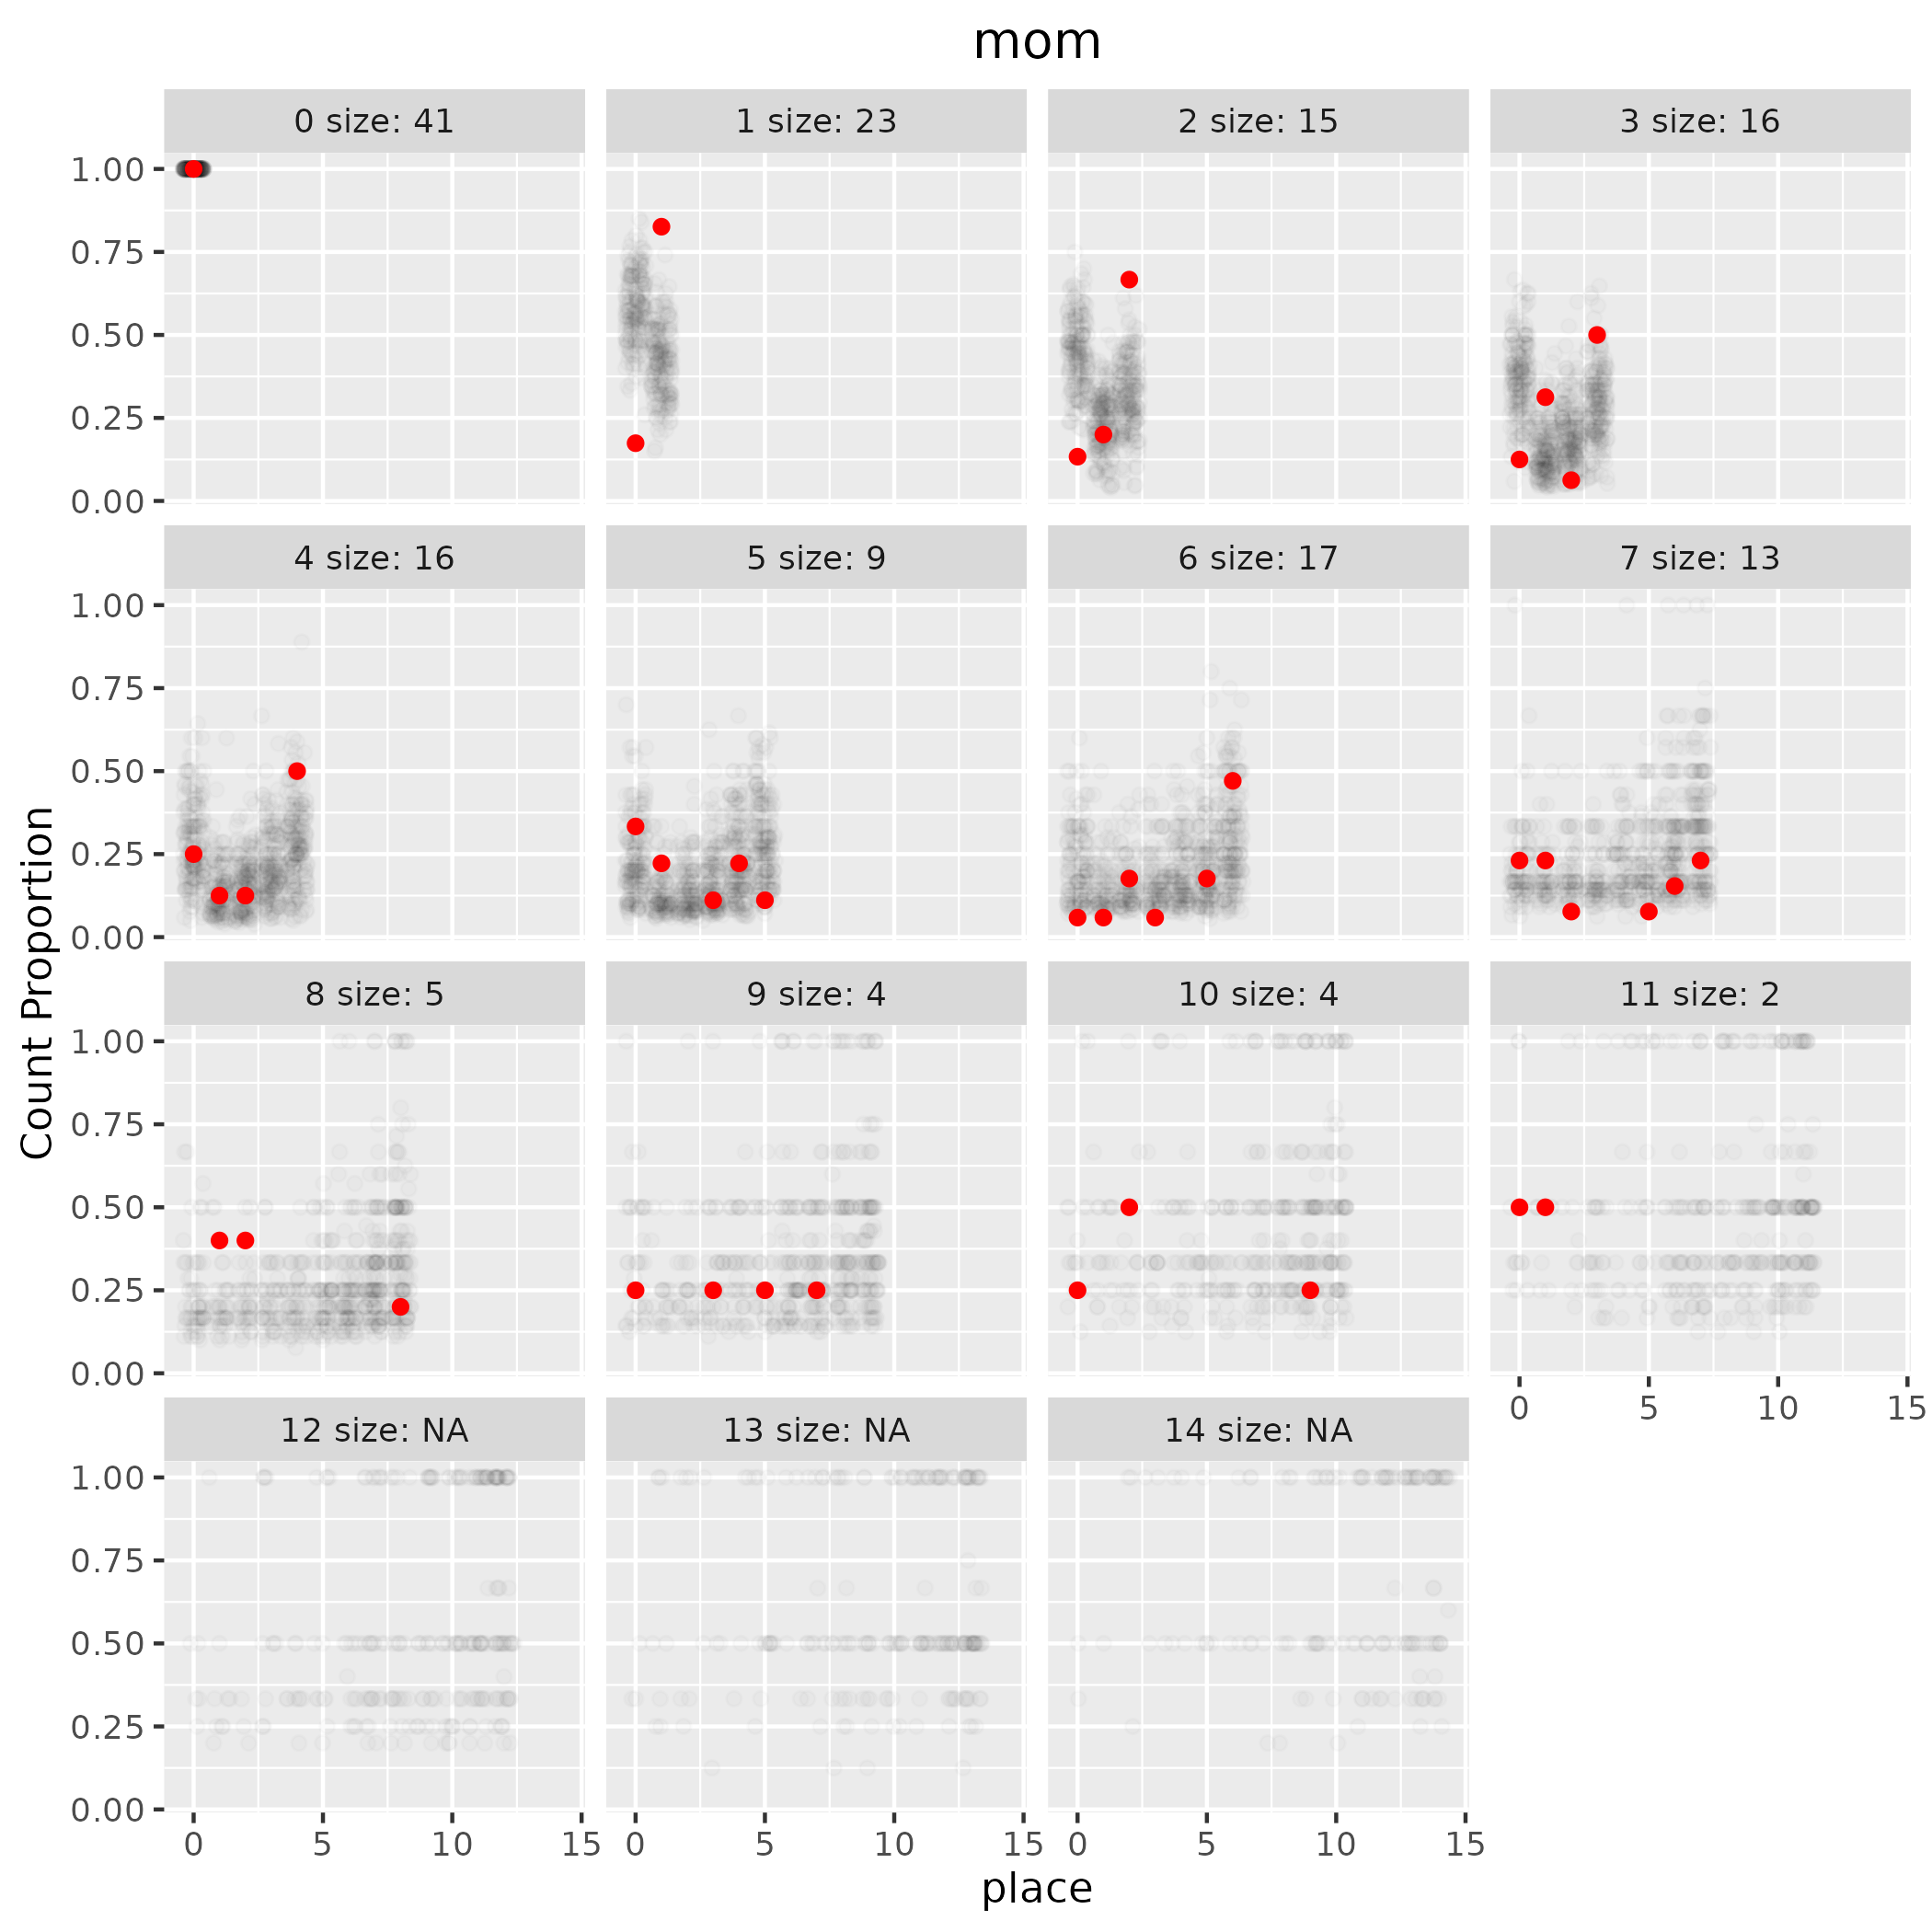 mom
0 size: 41
1 size: 23
2 size: 15
3 size: 16
1.00
0.75
0.50
0.25
0.00
4 size: 16
5 size: 9
6 size: 17
7 size: 13
1.00
0.75
0.50
0.25
0.00
Count Proportion
8 size: 5
9 size: 4
10 size: 4
11 size: 2
1.00
0.75
0.50
0.25
0.00
0 5 10 15
12 size: NA
13 size: NA
14 size: NA
1.00
0.75
0.50
0.25
0.00
0 5 10 15
0 5 10 15
0 5 10 15
place